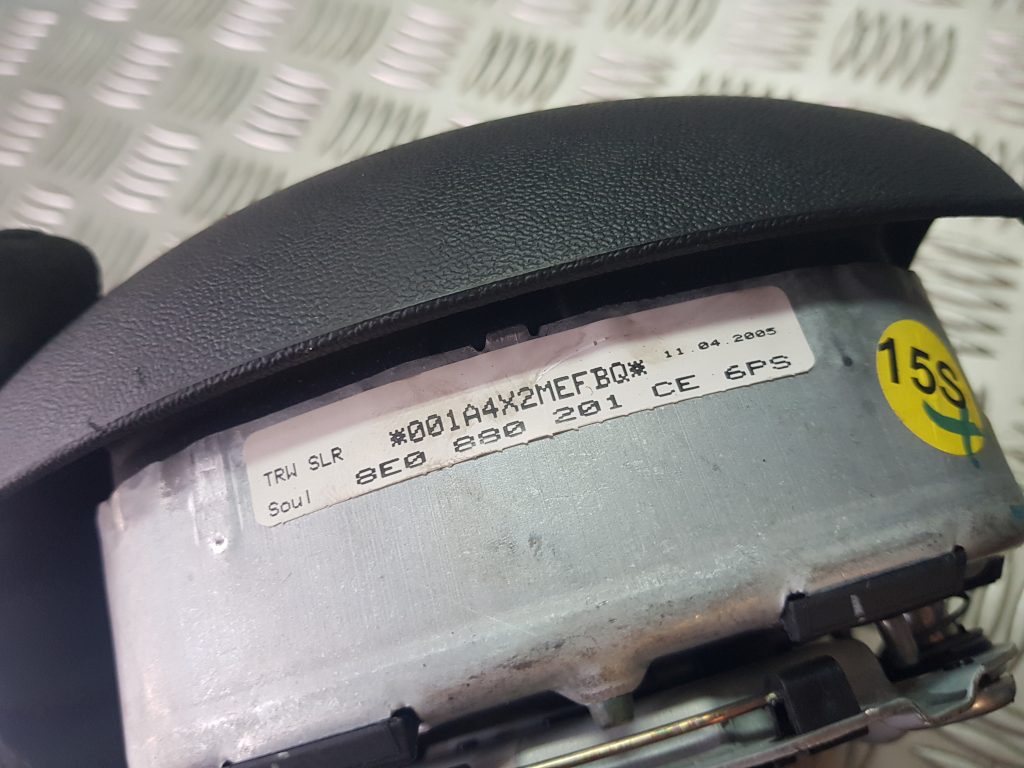 TRW SLR *001A4X2MEFBQ* 11.04.2005
Soul 8E0 880 201 CE 6PS
15S